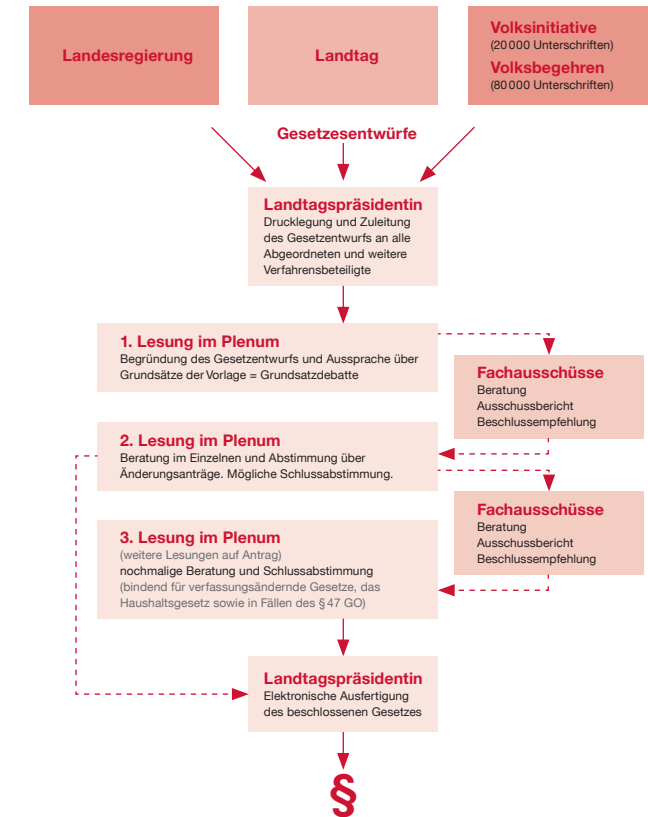 Landesregierung
Landtag
Volksinitiative
(20 000 Unterschriften)
Volksbegehren
(80 000 Unterschriften)
Gesetzesentwürfe
Landtagspräsidentin
Drucklegung und Zuleitung
des Gesetzentwurfs an alle
Abgeordneten und weitere
Verfahrensbeteiligte
1. Lesung im Plenum
Begründung des Gesetzentwurfs und Aussprache über
Grundsätze der Vorlage = Grundsatzdebatte
Fachausschüsse
Beratung
Ausschussbericht
Beschlussempfehlung
2. Lesung im Plenum
Beratung im Einzelnen und Abstimmung über
Änderungsanträge. Mögliche Schlussabstimmung.
Fachausschüsse
Beratung
Ausschussbericht
Beschlussempfehlung
3. Lesung im Plenum
(weitere Lesungen auf Antrag)
nochmalige Beratung und Schlussabstimmung
(bindend für verfassungsändernde Gesetze, das
Haushaltsgesetz sowie in Fällen des § 47 GO)
Landtagspräsidentin
Elektronische Ausfertigung
des beschlossenen Gesetzes
§